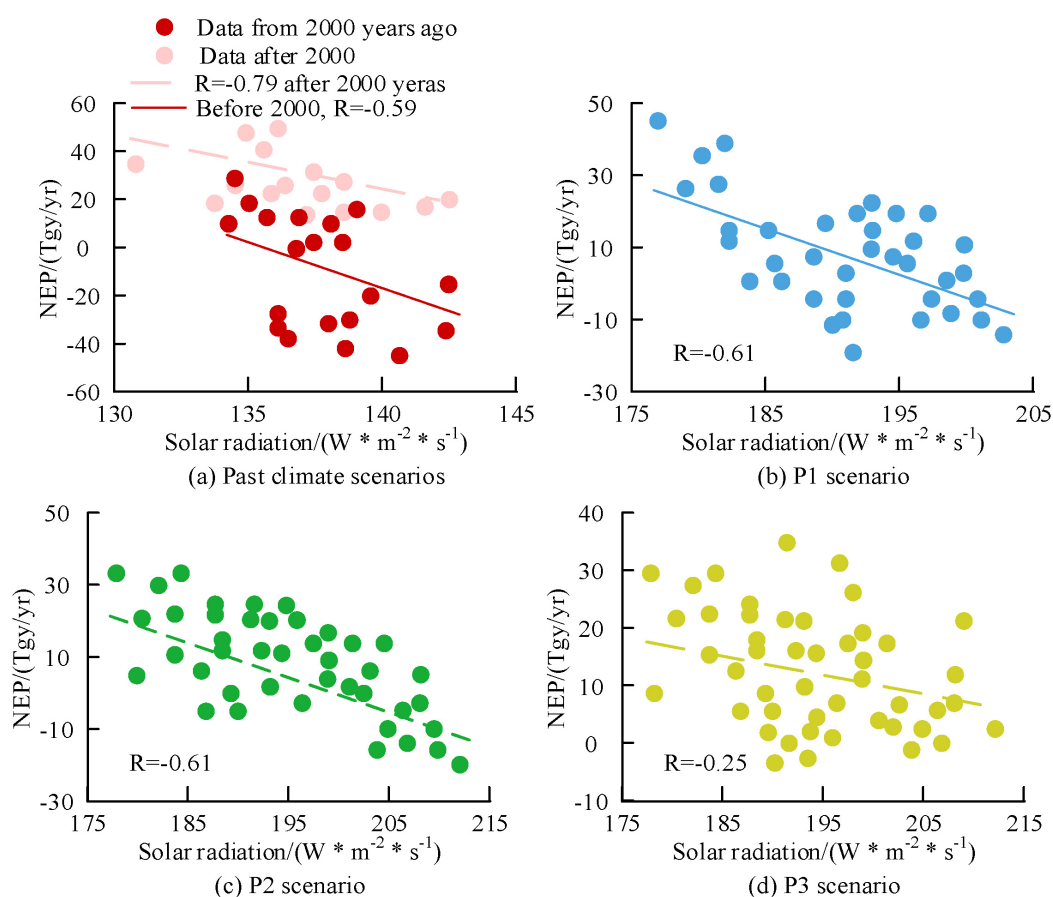 Data from 2000 years ago
Data after 2000
R=-0.79 after 2000 yeras
Before 2000, R=-0.59
60
40
20
0
-20
-40
-60
NEP/(Tgy/yr)
130
135
140
145
Solar radiation/(W * m-2 * s-1)
(a) Past climate scenarios
50
30
10
-10
-30
NEP/(Tgy/yr)
R=-0.61
175
185
195
205
Solar radiation/(W * m-2 * s-1)
(b) P1 scenario
50
30
10
-10
-30
NEP/(Tgy/yr)
R=-0.61
175
185
195
205
215
Solar radiation/(W * m-2 * s-1)
(c) P2 scenario
40
30
20
10
0
-10
NEP/(Tgy/yr)
R=-0.25
175
185
195
205
215
Solar radiation/(W * m-2 * s-1)
(d) P3 scenario